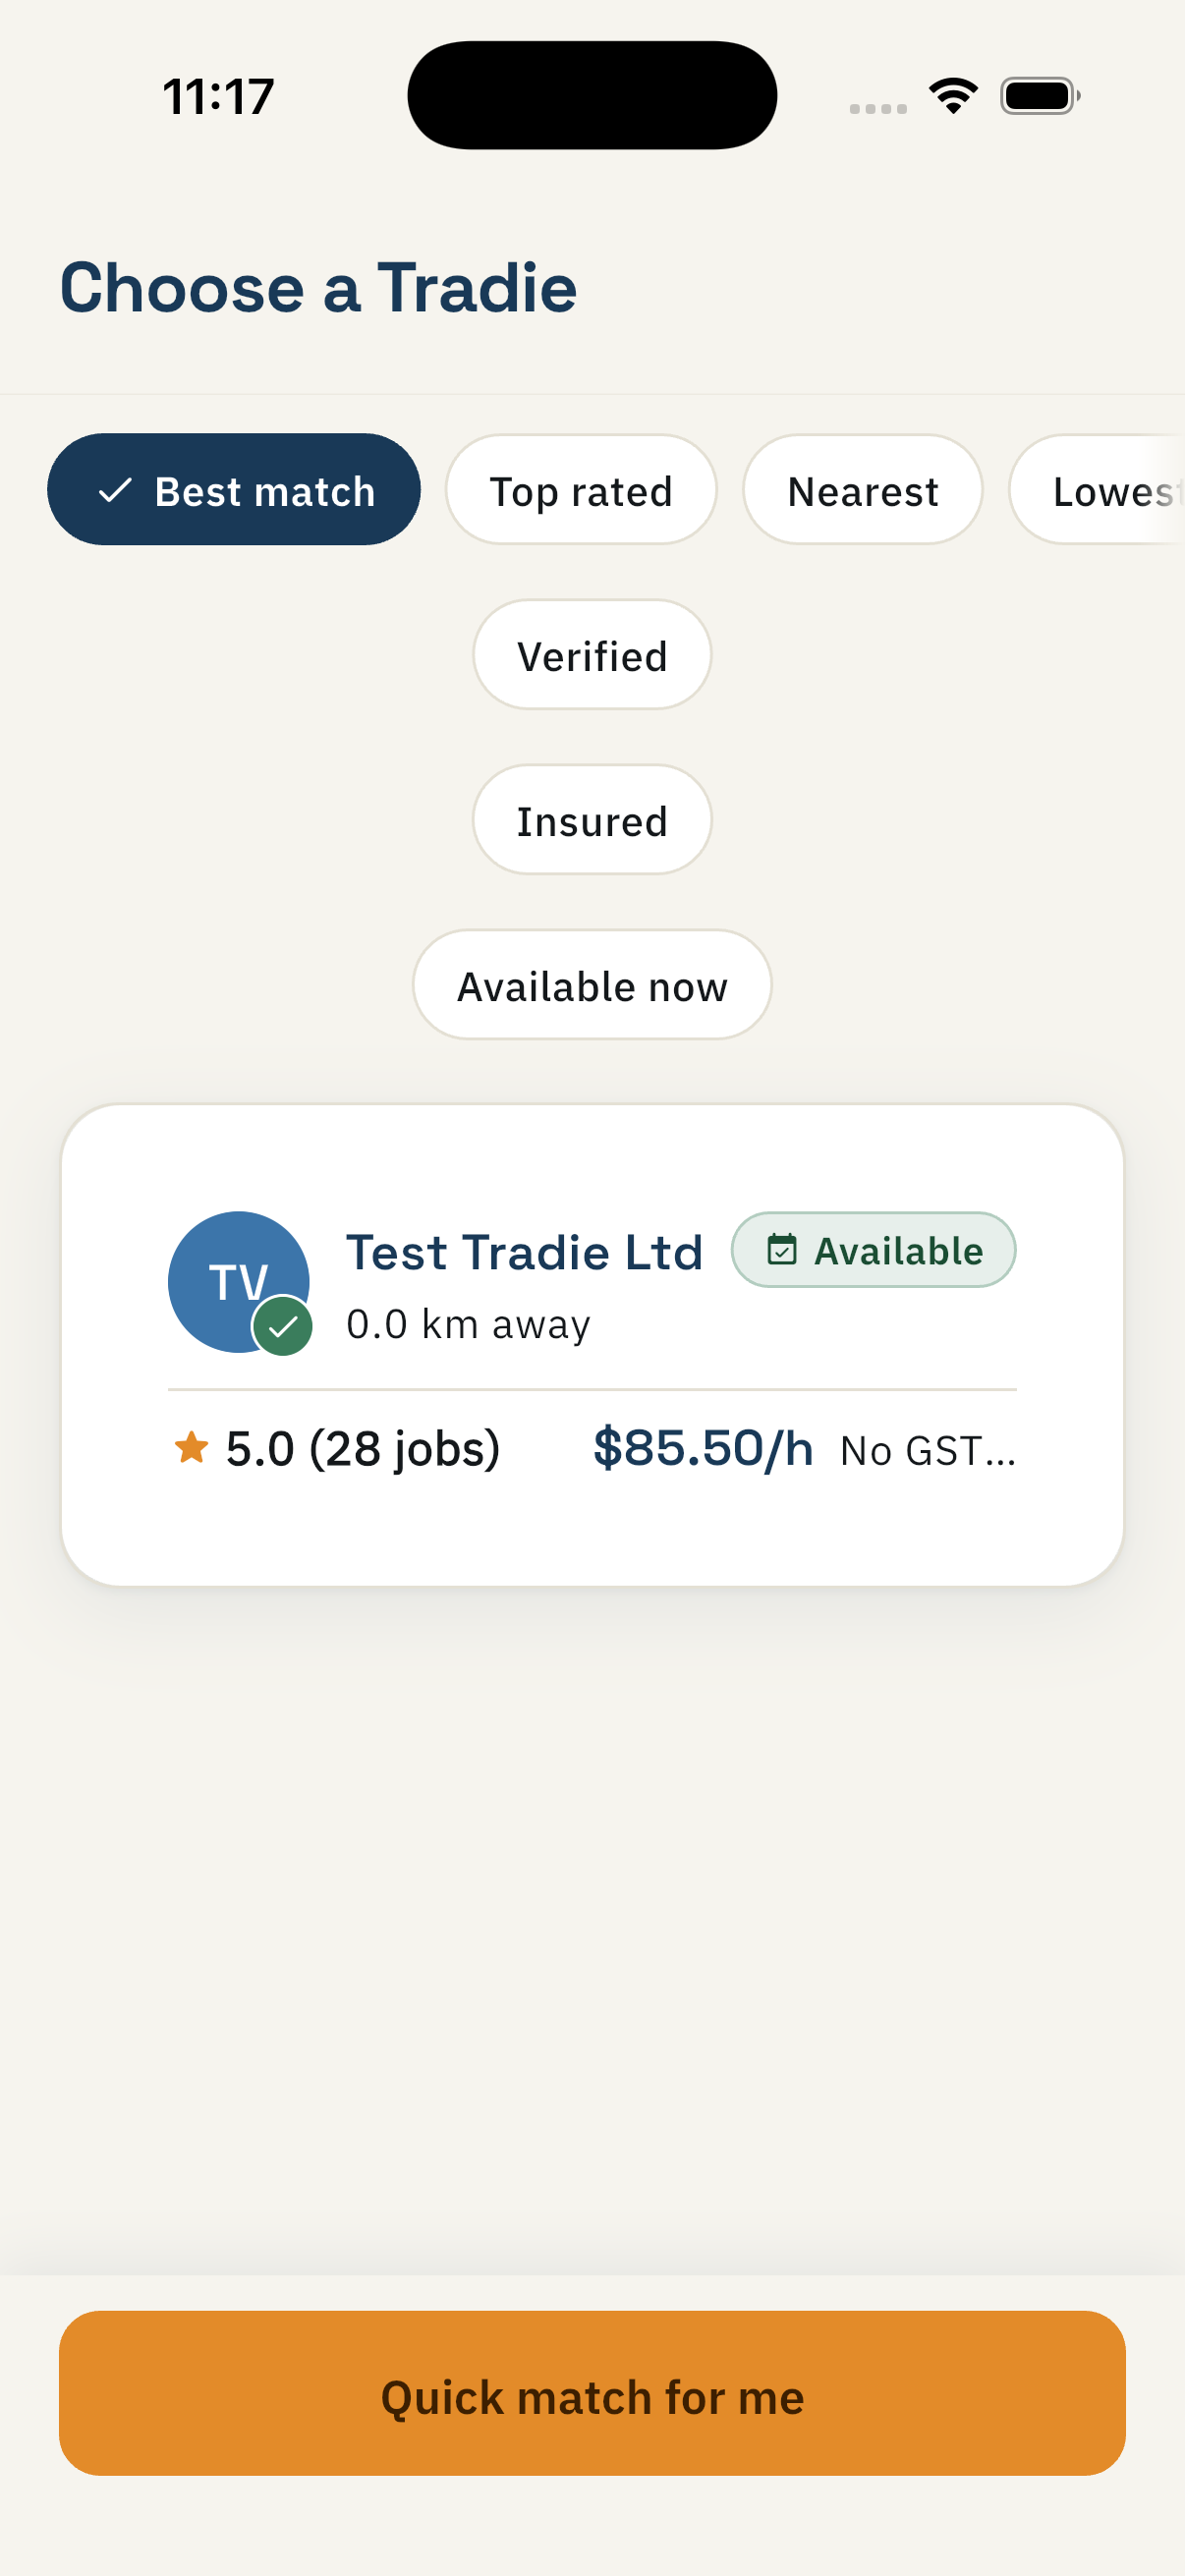 11:17
Choose a Tradie
Best match Top rated Nearest Lowest
Verified
Insured
Available now
TV Test Tradie Ltd Available
0.0 km away
5.0 (28 jobs) $85.50/h No GST...
Quick match for me